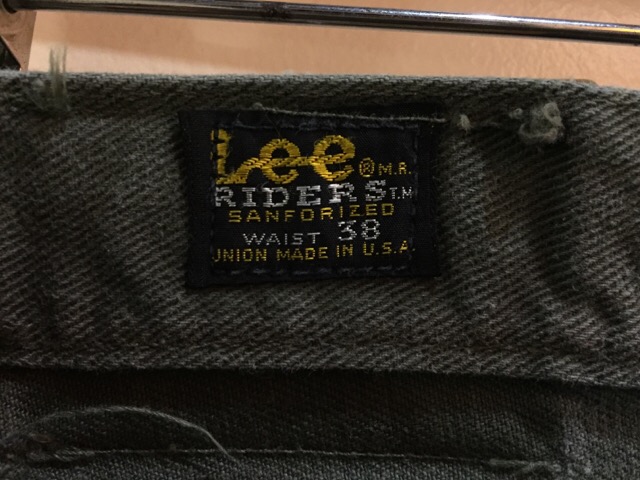 Lee ® M.R.
RIDERS T.M
SANFORIZED
WAIST 38
UNION MADE IN U.S.A.